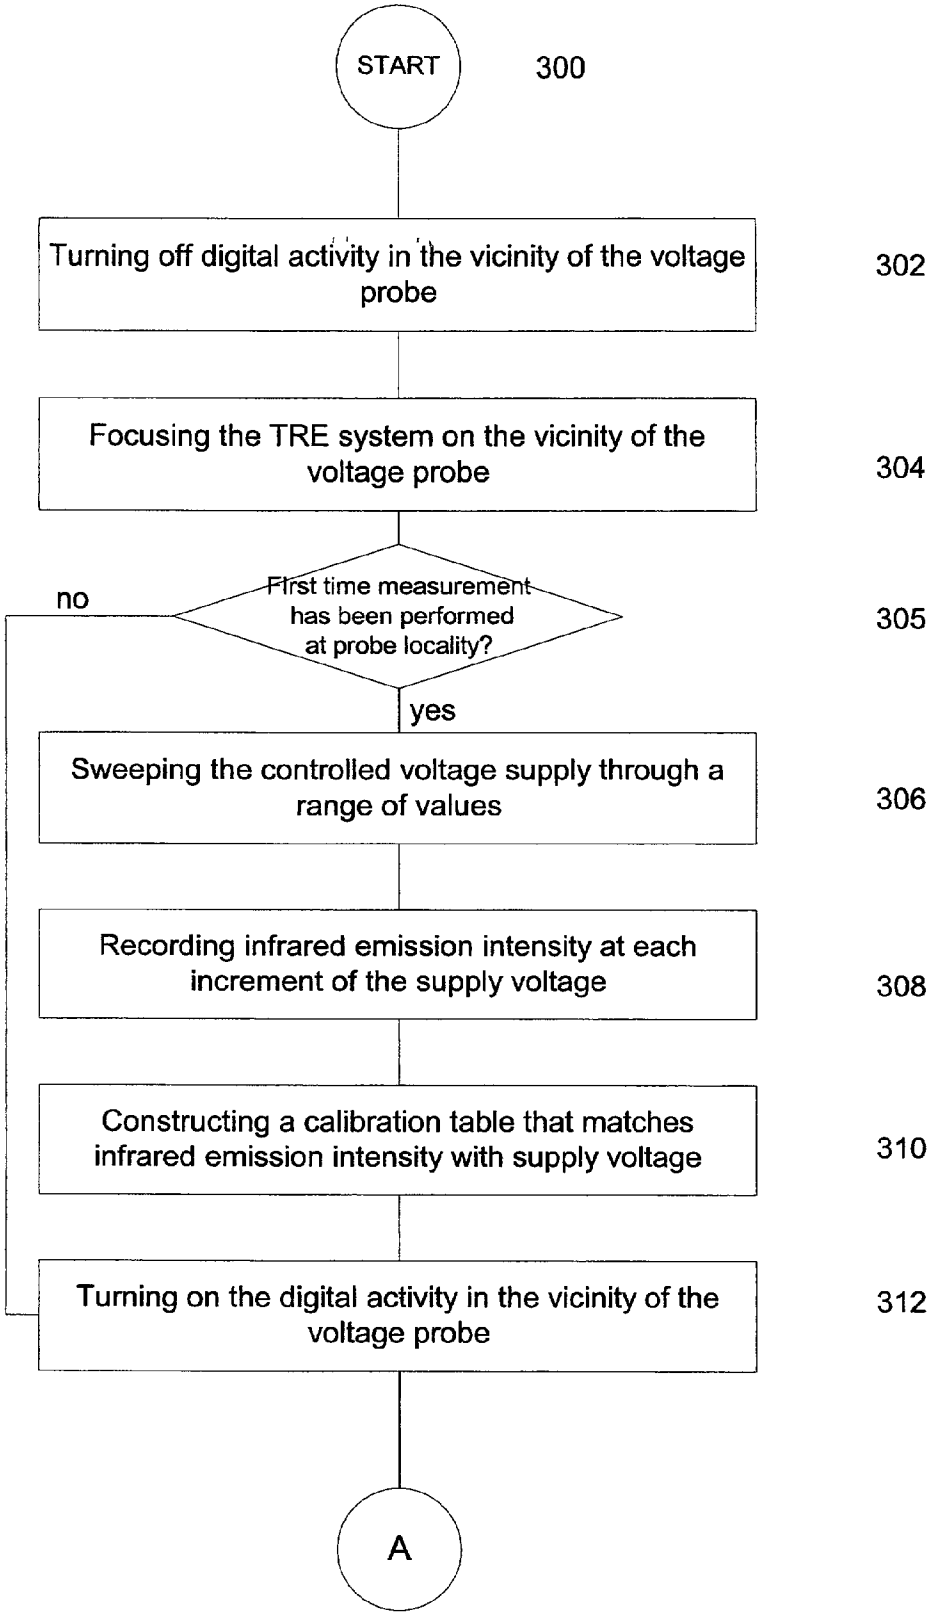 START
300
Turning off digital activity in the vicinity of the voltage
probe
302
Focusing the TRE system on the vicinity of the
voltage probe
304
First time measurement
has been performed
at probe locality?
305
no
yes
Sweeping the controlled voltage supply through a
range of values
306
Recording infrared emission intensity at each
increment of the supply voltage
308
Constructing a calibration table that matches
infrared emission intensity with supply voltage
310
Turning on the digital activity in the vicinity of the
voltage probe
312
A